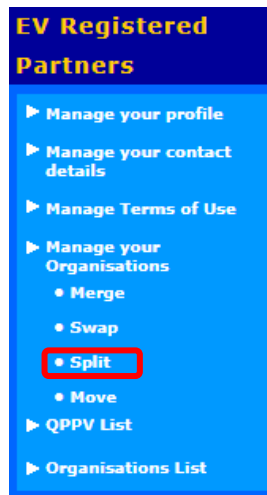 EV Registered
Partners
Manage your profile
Manage your contact
details
Manage Terms of Use
Manage your
Organisations
• Merge
• Swap
• Split
• Move
QPPV List
Organisations List